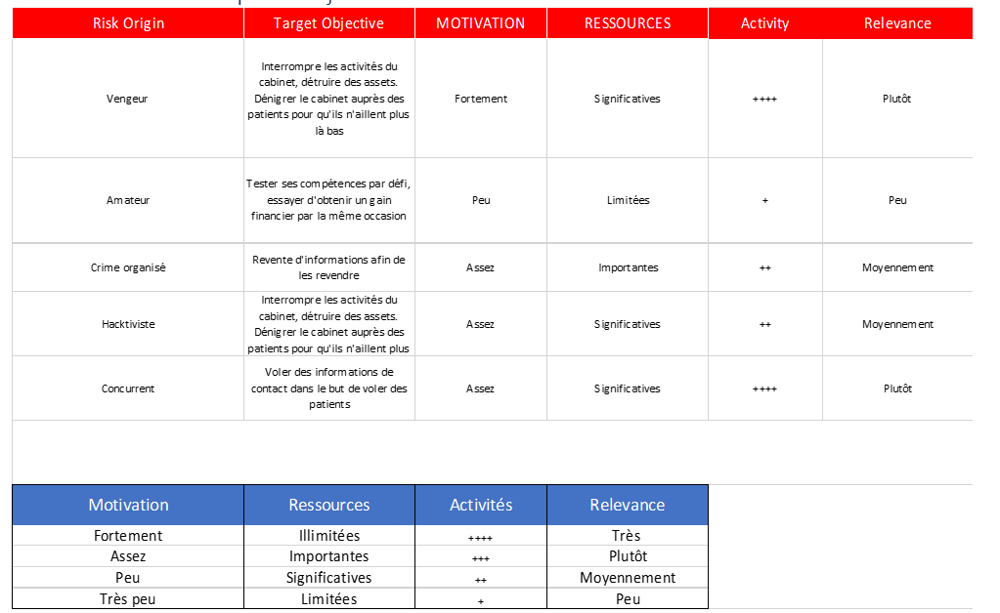 Risk Origin Target Objective MOTIVATION RESSOURCES Activity Relevance
Interrompre les activités du
cabinet, détruire des assets.
Vengeur Dénigrer le cabinet auprès des Fortement Significatives ++++ Plutôt
patients pour qu'ils n'aillent plus
là bas
Tester ses compétences par défi,
Amateur essayer d'obtenir un gain Peu Limitées + Peu
financier par la même occasion
Crime organisé Revente d'informations afin de Assez Importantes ++ Moyennement
les revendre
Interrompre les activités du
cabinet, détruire des assets.
Hacktiviste Dénigrer le cabinet auprès des Assez Significatives ++ Moyennement
patients pour qu'ils n'aillent plus
Voler des informations de
Concurrent contact dans le but de voler des Assez Significatives ++++ Plutôt
patients
Motivation Ressources Activités Relevance
Fortement Illimitées ++++ Très
Assez Importantes +++ Plutôt
Peu Significatives ++ Moyennement
Très peu Limitées + Peu